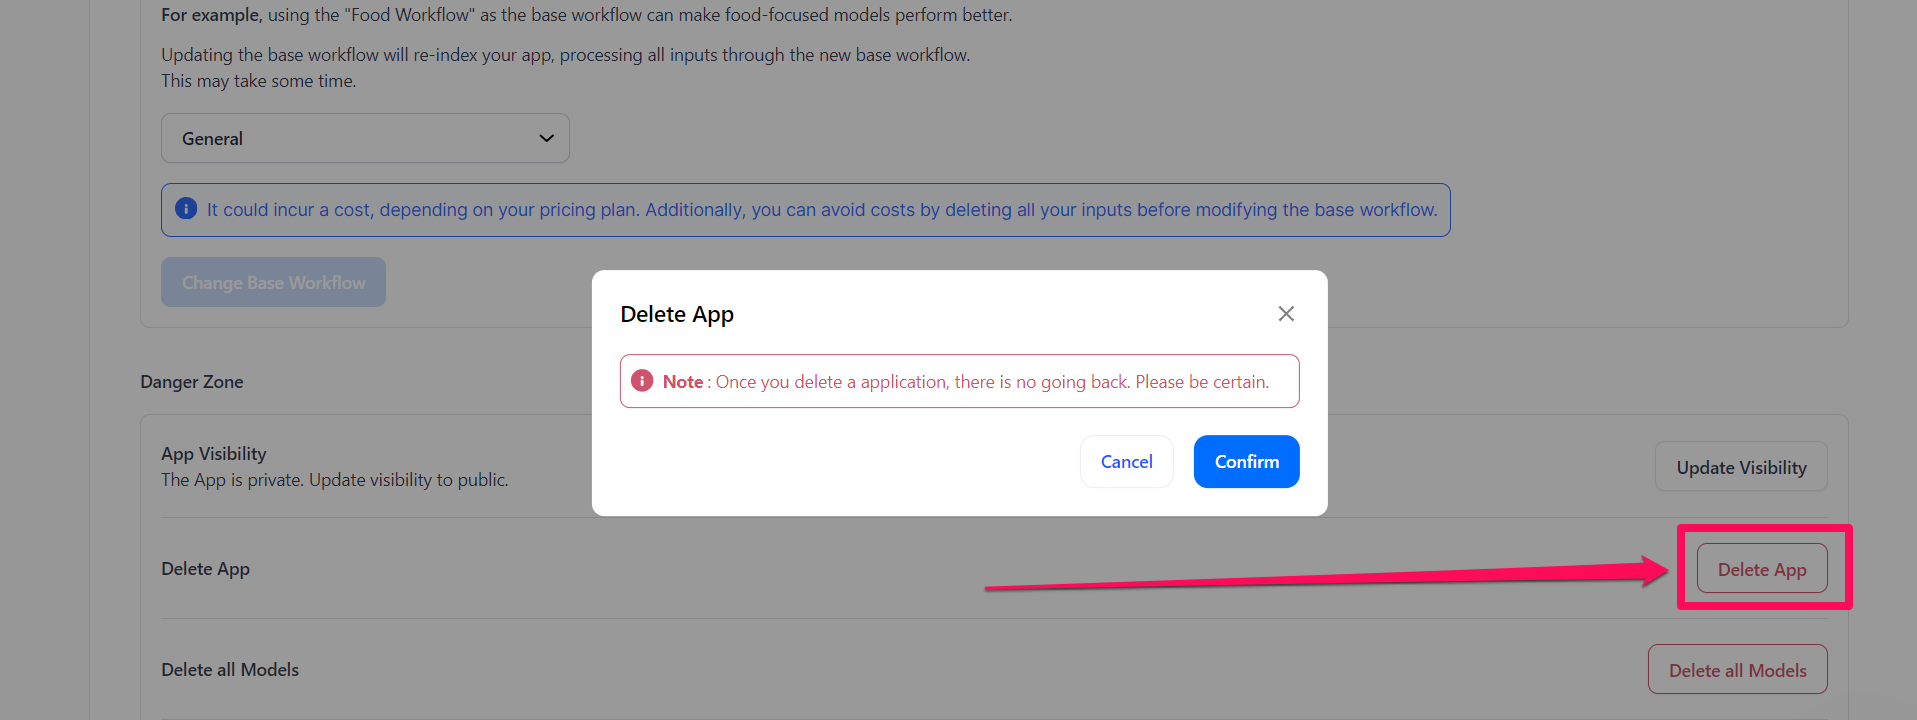 For example, using the "Food Workflow" as the base workflow can make food-focused models perform better.
Updating the base workflow will re-index your app, processing all inputs through the new base workflow.
This may take some time.
General
It could incur a cost, depending on your pricing plan. Additionally, you can avoid costs by deleting all your inputs before modifying the base workflow.
Change Base Workflow
Delete App
Note : Once you delete a application, there is no going back. Please be certain.
Cancel
Confirm
Danger Zone
App Visibility
The App is private. Update visibility to public.
Update Visibility
Delete App
Delete App
Delete all Models
Delete all Models